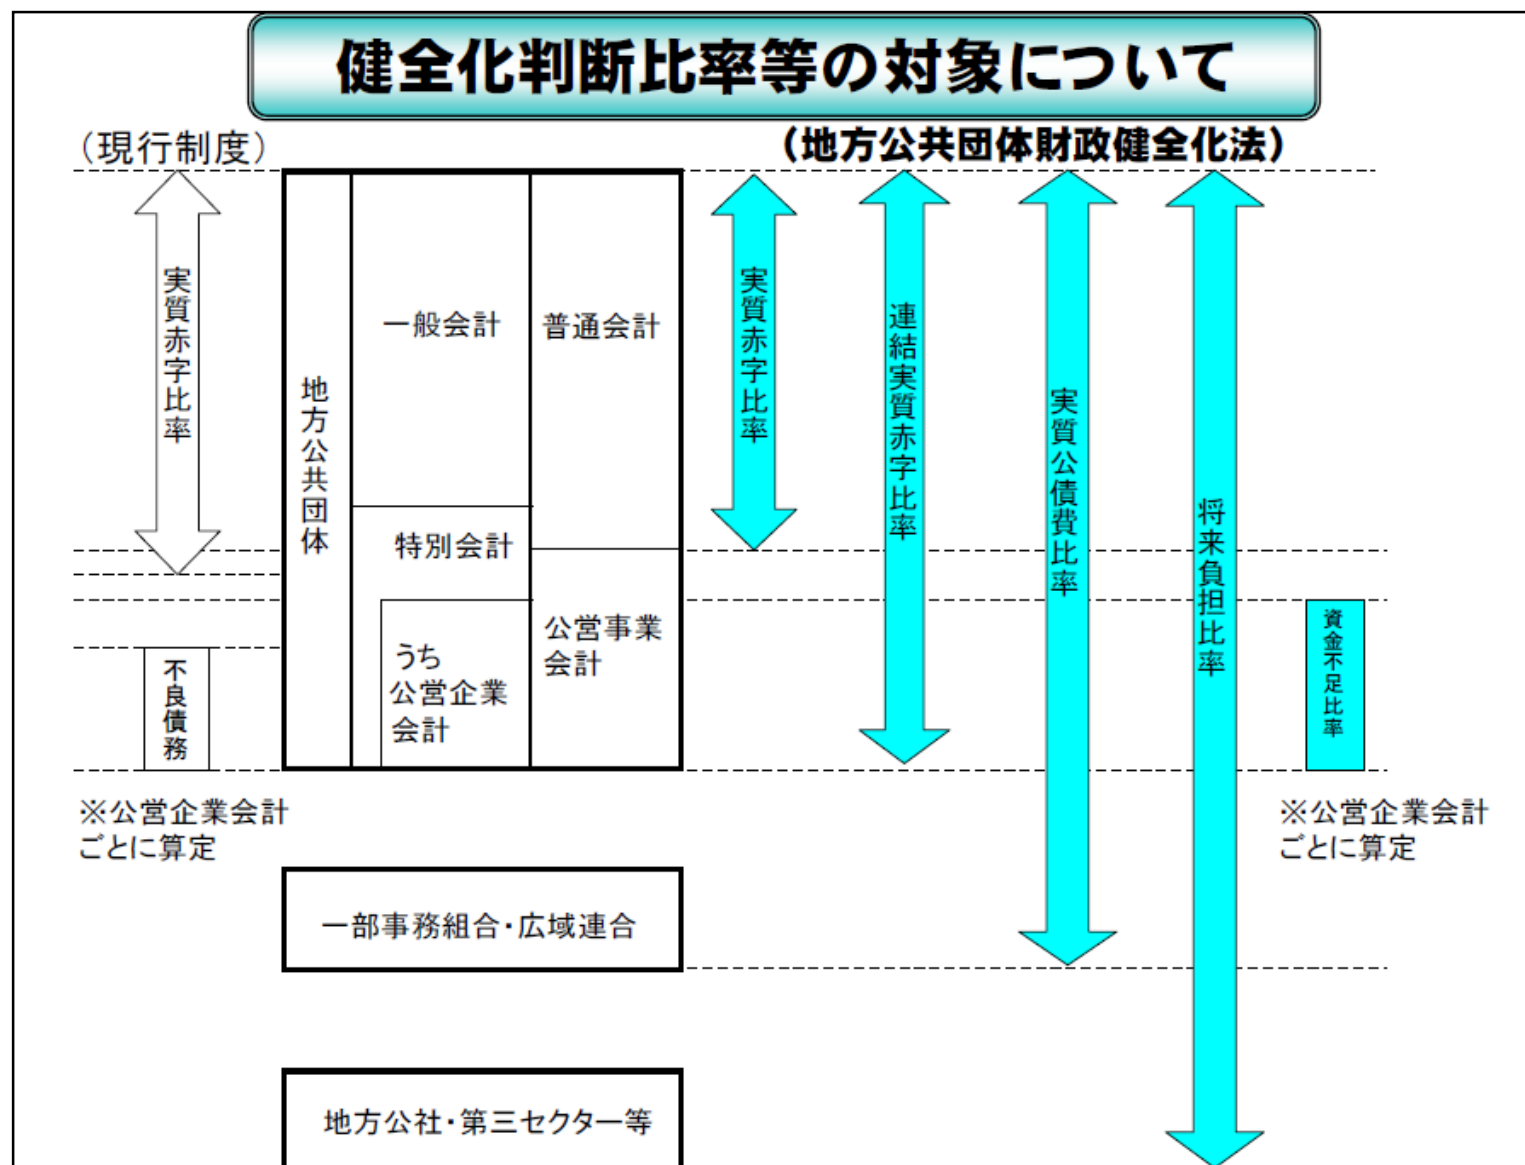 健全化判断比率等の対象について
（現行制度）
（地方公共団体財政健全化法）
実質赤字比率
不良債務
※公営企業会計
ごとに算定
地方公共団体
一般会計
特別会計
うち
公営企業
会計
普通会計
公営事業
会計
実質赤字比率
連結実質赤字比率
実質公債費比率
将来負担比率
資金不足比率
※公営企業会計
ごとに算定
一部事務組合・広域連合
地方公社・第三セクター等